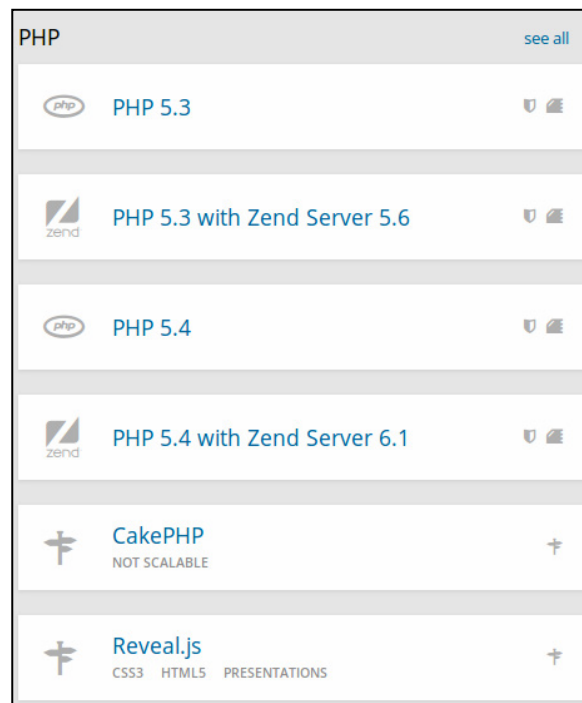 PHP see all
php PHP 5.3
zend PHP 5.3 with Zend Server 5.6
php PHP 5.4
zend PHP 5.4 with Zend Server 6.1
CakePHP
NOT SCALABLE
Reveal.js
CSS3 HTML5 PRESENTATIONS